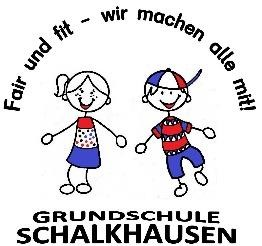 Fair und fit - wir machen alle mit!
GRUNDSCHULE
SCHALKHAUSEN